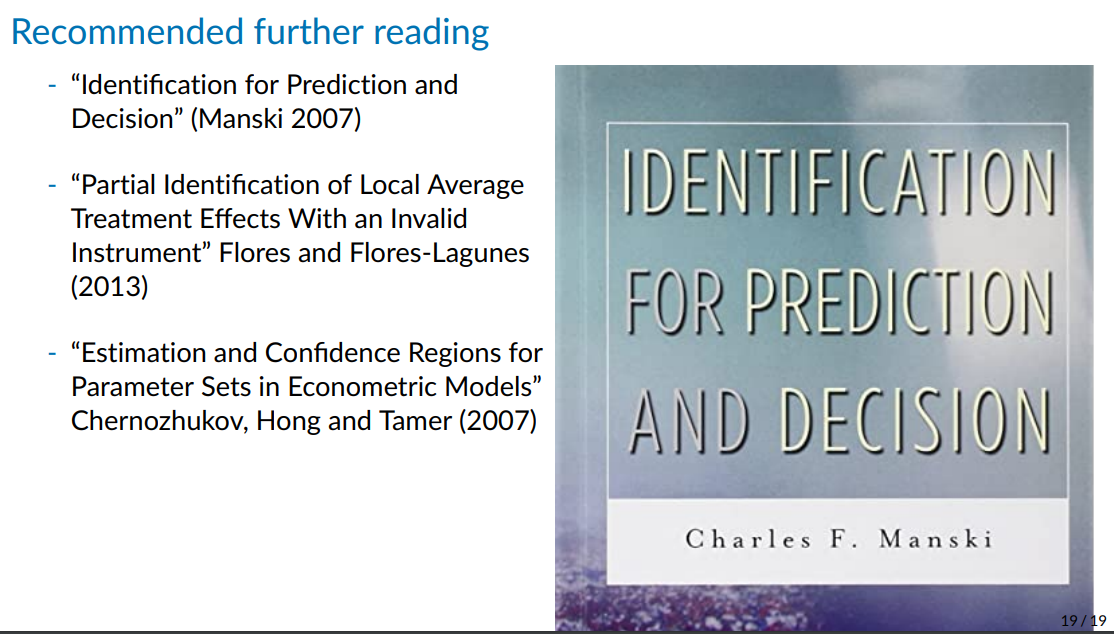 Recommended further reading
- “Identification for Prediction and
Decision” (Manski 2007)
- “Partial Identification of Local Average
Treatment Effects With an Invalid
Instrument” Flores and Flores-Lagunes
(2013)
- “Estimation and Confidence Regions for
Parameter Sets in Econometric Models”
Chernozhukov, Hong and Tamer (2007)
IDENTIFICATION
FOR PREDICTION
AND DECISION
Charles F. Manski
19 / 19